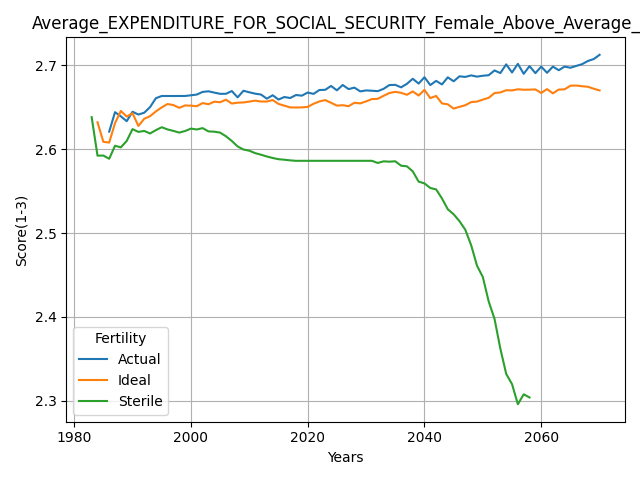 Average_EXPENDITURE_FOR_SOCIAL_SECURITY_Female_Above_Average_
Score(1-3)
2.7
2.6
2.5
2.4
2.3
Fertility
Actual
Ideal
Sterile
1980 2000 2020 2040 2060
Years